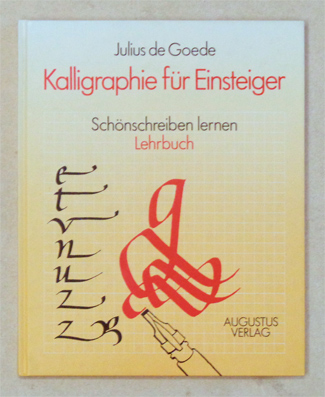 Julius de Goede
Kalligraphie für Einsteiger
Schönschreiben lernen
Lehrbuch
AUGUSTUS
VERLAG